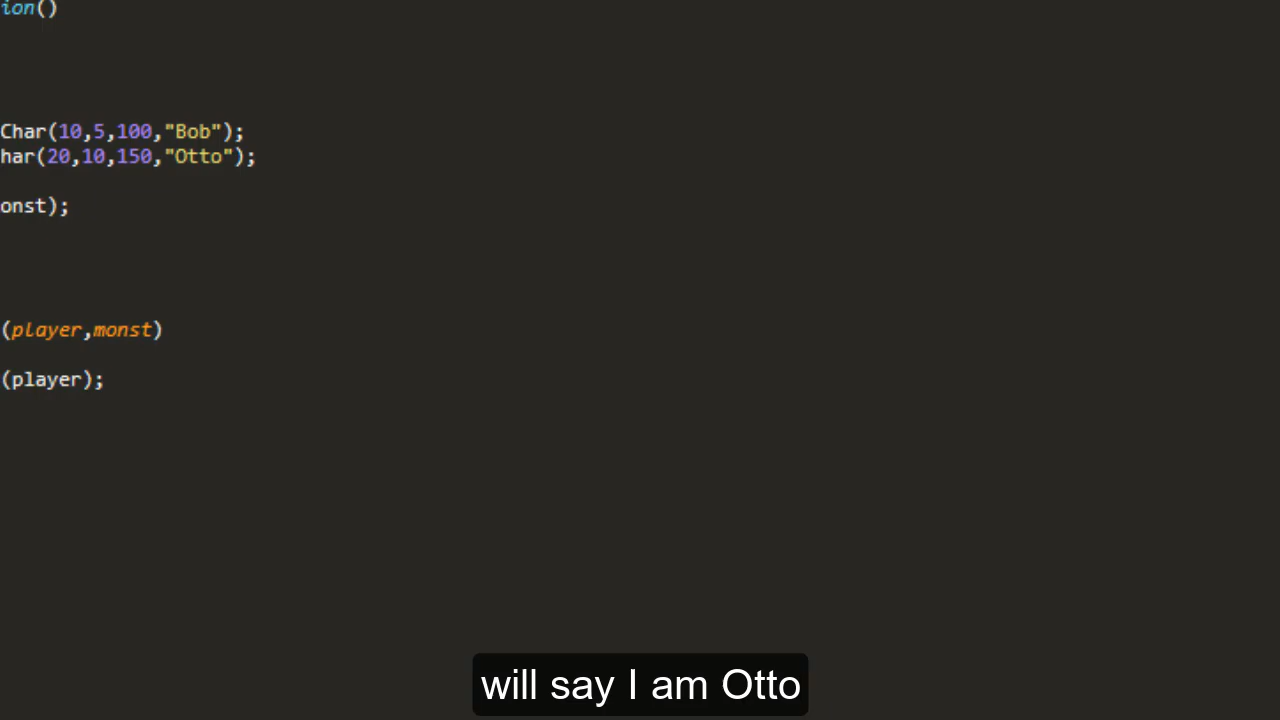 ion()
Char(10,5,100,"Bob");
har(20,10,150,"Otto");
onst);
(player,monst)
(player);
will say I am Otto